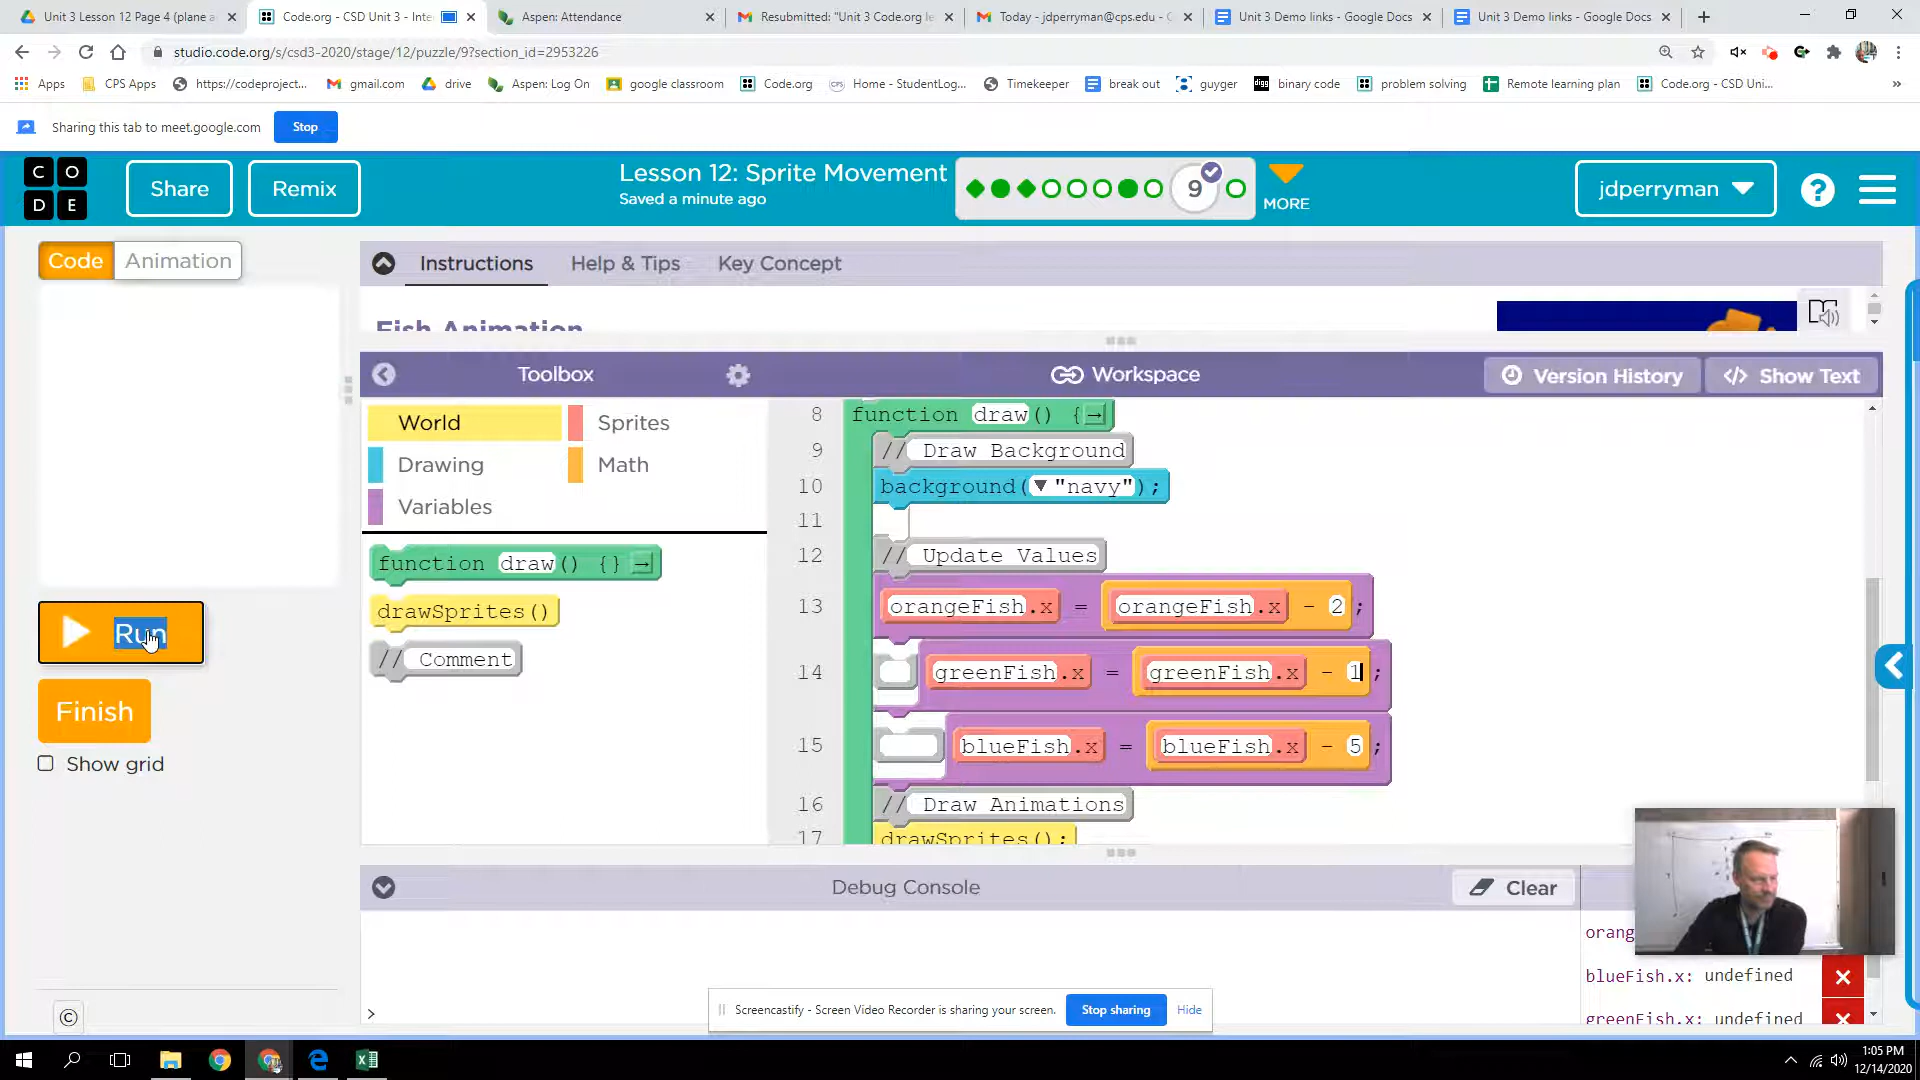 Unit 3 Lesson 12 Page 4 (plane a
Code.org - CSD Unit 3 - Inte
Aspen: Attendance
Resubmitted: "Unit 3 Code.org le
Today - jdperryman@cps.edu - C
Unit 3 Demo links - Google Docs
Unit 3 Demo links - Google Docs
studio.code.org/s/csd3-2020/stage/12/puzzle/9?section_id=2953226
Apps
CPS Apps
https://codeproject...
gmail.com
drive
Aspen: Log On
google classroom
Code.org
CPS
Home - StudentLog...
Timekeeper
break out
guyger
digg
binary code
problem solving
Remote learning plan
Code.org - CSD Uni...
»
Sharing this tab to meet.google.com
Stop
C O
D E
Share
Remix
Lesson 12: Sprite Movement
Saved a minute ago
9
MORE
jdperryman
?
Code
Animation
Instructions
Help & Tips
Key Concept
Fish Animation
Toolbox
Workspace
Version History
</> Show Text
World
Sprites
Drawing
Math
Variables
function draw() {}
drawSprites()
// Comment
8 function draw() {
9 // Draw Background
10 background("navy");
11
12 // Update Values
13 orangeFish.x = orangeFish.x - 2;
14 greenFish.x = greenFish.x - 1;
15 blueFish.x = blueFish.x - 5;
16 // Draw Animations
17 drawSprites();
Run
Finish
Show grid
©
Debug Console
Clear
>
orang
blueFish.x: undefined
greenFish.x: undefined
Screencastify - Screen Video Recorder is sharing your screen.
Stop sharing
Hide
1:05 PM
12/14/2020